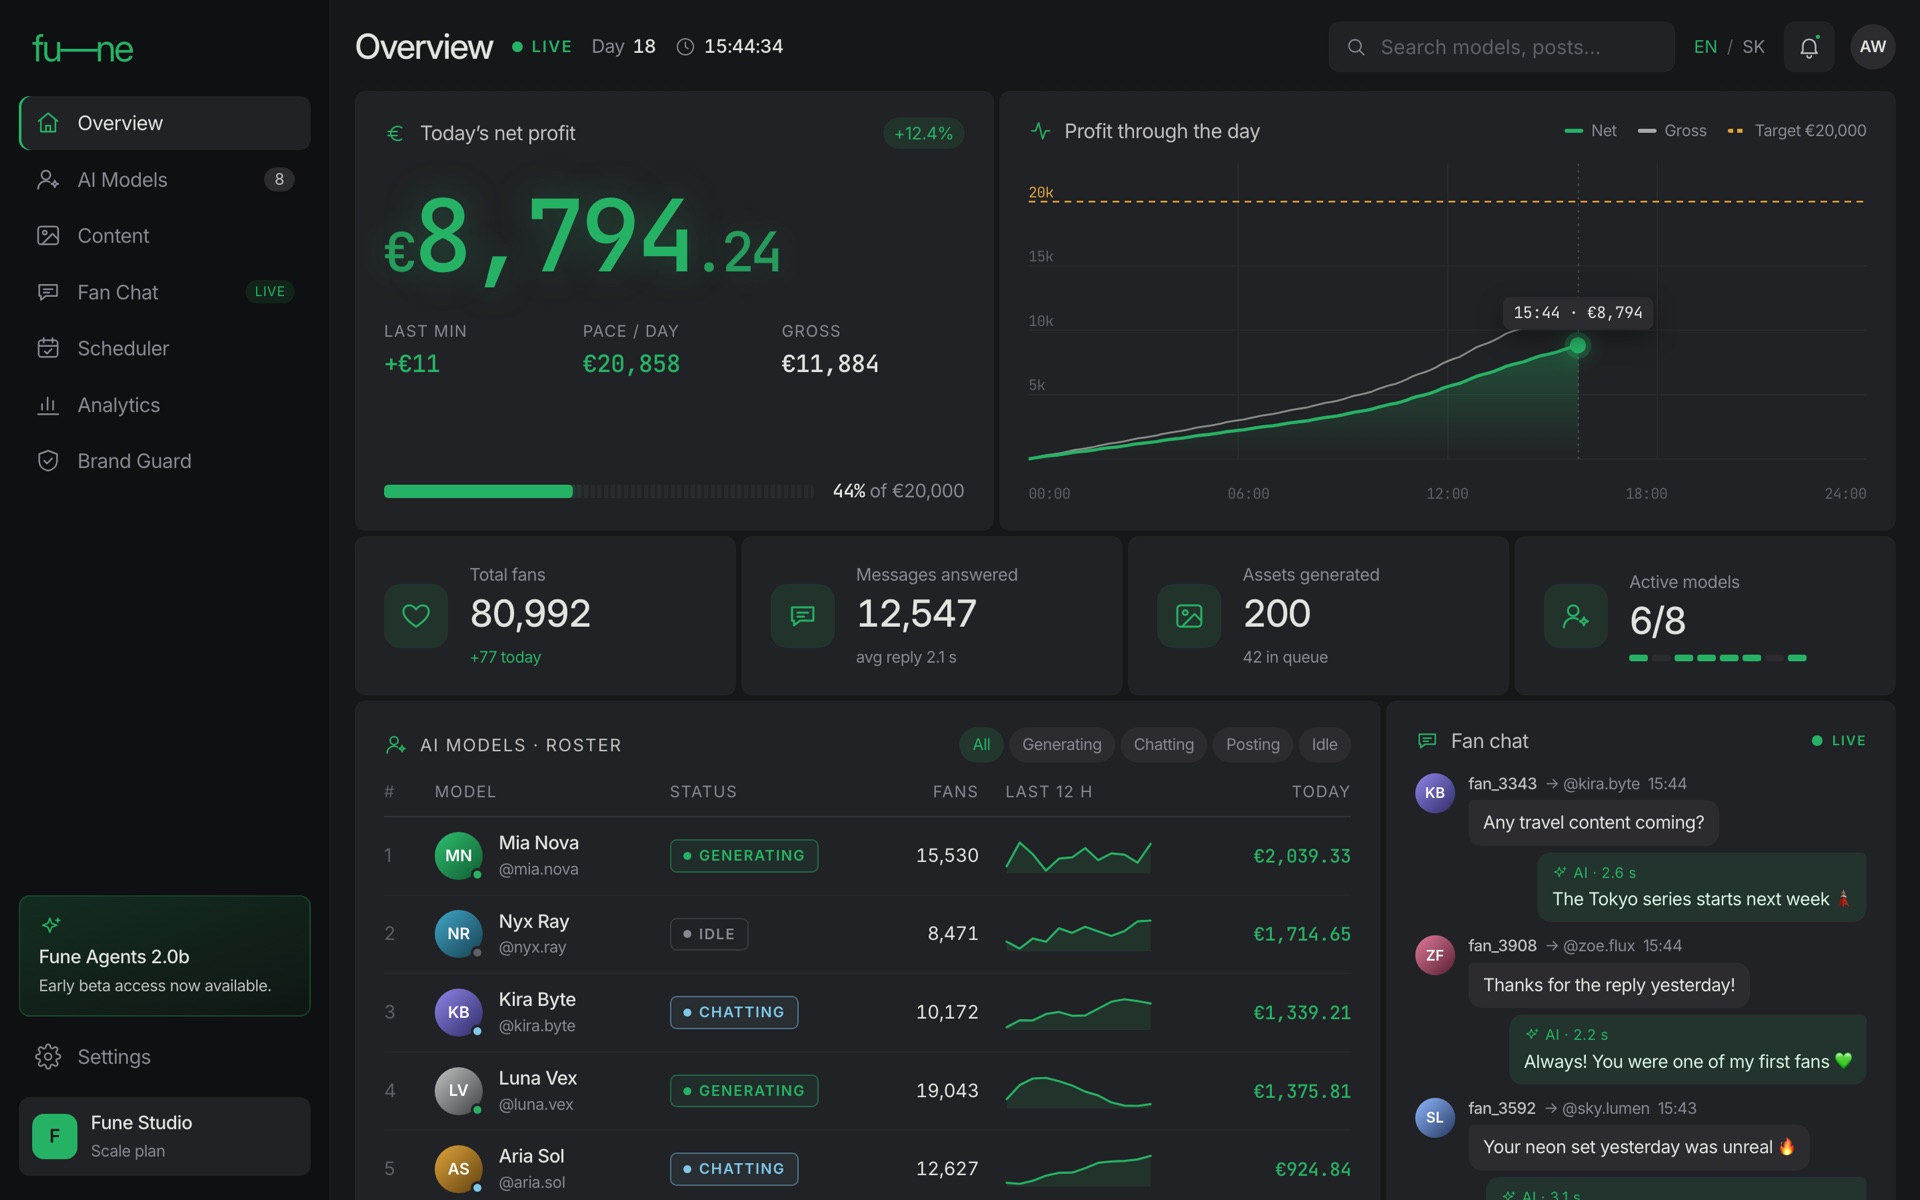 fu—ne
Overview
AI Models 8
Content
Fan Chat LIVE
Scheduler
Analytics
Brand Guard
Fune Agents 2.0b
Early beta access now available.
Settings
F
Fune Studio
Scale plan
Overview LIVE Day 18 15:44:34
Search models, posts...
EN / SK
AW
€ Today's net profit +12.4%
€8,794.24
LAST MIN PACE / DAY GROSS
+€11 €20,858 €11,884
44% of €20,000
Profit through the day
Net Gross Target €20,000
20k
15k
10k
5k
15:44 · €8,794
00:00 06:00 12:00 18:00 24:00
Total fans
80,992
+77 today
Messages answered
12,547
avg reply 2.1 s
Assets generated
200
42 in queue
Active models
6/8
AI MODELS · ROSTER
All Generating Chatting Posting Idle
# MODEL STATUS FANS LAST 12 H TODAY
1 MN Mia Nova GENERATING 15,530 €2,039.33
@mia.nova
2 NR Nyx Ray IDLE 8,471 €1,714.65
@nyx.ray
3 KB Kira Byte CHATTING 10,172 €1,339.21
@kira.byte
4 LV Luna Vex GENERATING 19,043 €1,375.81
@luna.vex
5 AS Aria Sol CHATTING 12,627 €924.84
@aria.sol
Fan chat LIVE
KB
fan_3343 → @kira.byte 15:44
Any travel content coming?
AI · 2.6 s
The Tokyo series starts next week 🗼
ZF
fan_3908 → @zoe.flux 15:44
Thanks for the reply yesterday!
AI · 2.2 s
Always! You were one of my first fans 💚
SL
fan_3592 → @sky.lumen 15:43
Your neon set yesterday was unreal 🔥
AI · 3.1 s